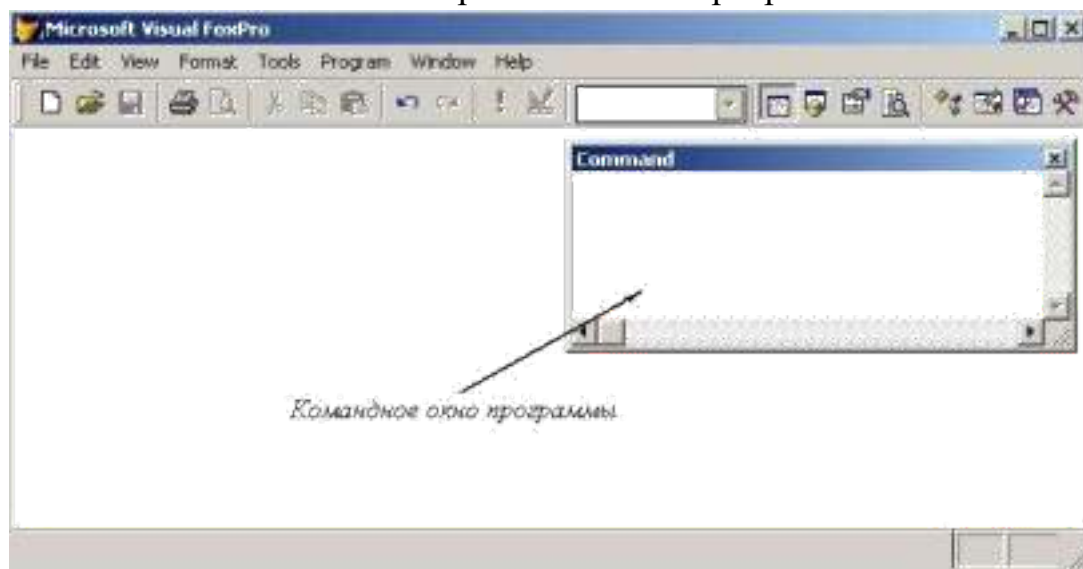 Microsoft Visual FoxPro
File Edit View Format Tools Program Window Help
Command
Командное окно программы